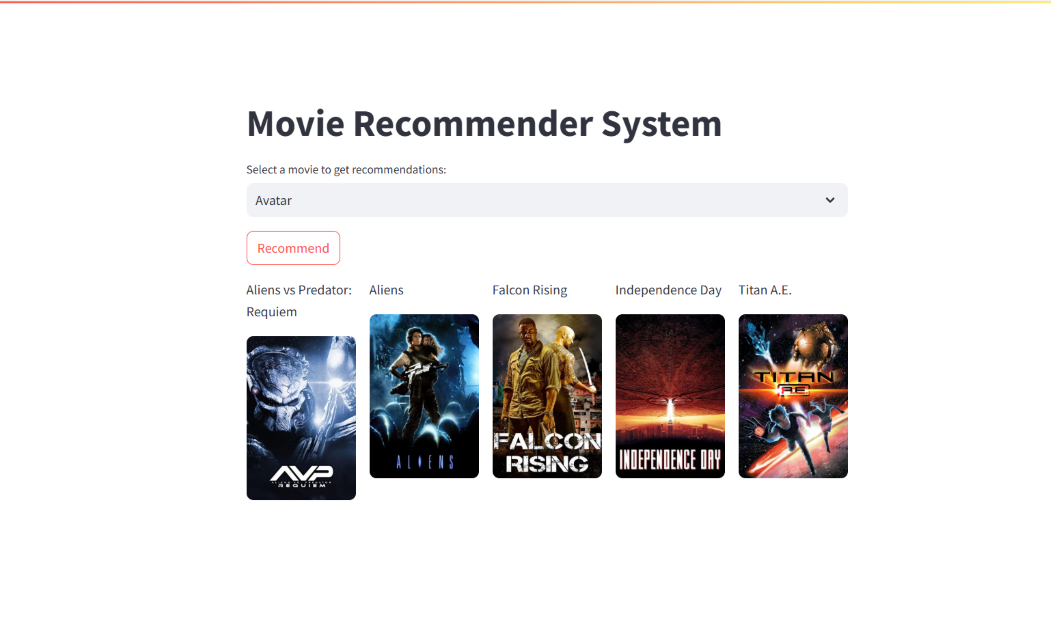 Movie Recommender System
Select a movie to get recommendations:
Avatar
Recommend
Aliens vs Predator:
Requiem
Aliens
Falcon Rising
Independence Day
Titan A.E.
AVP
REQUIEM
ALIENS
FALCON
RISING
INDEPENDENCE DAY
TITAN
A.E.